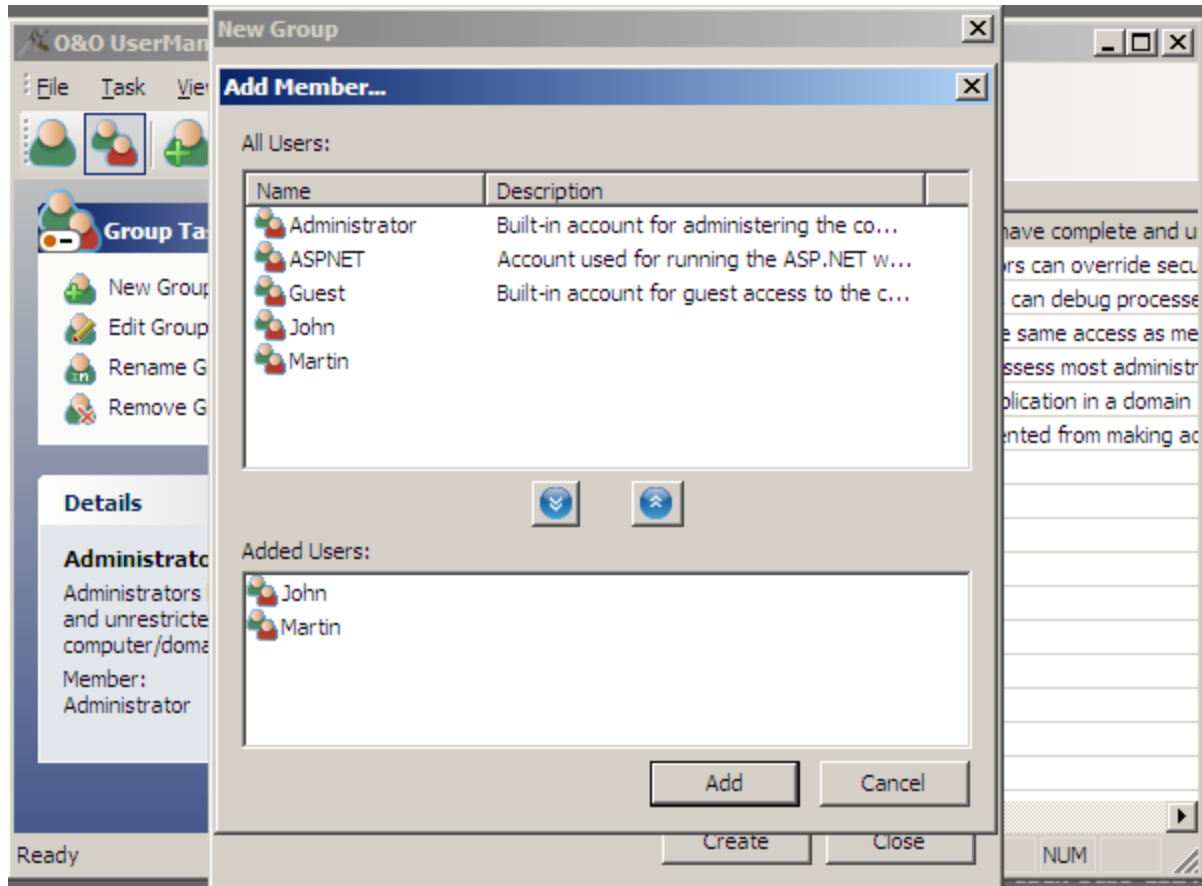 O&O UserMan
New Group
File Task Vie
Add Member...
All Users:
Name Description
Administrator Built-in account for administering the co...
ASPNET Account used for running the ASP.NET w...
Guest Built-in account for guest access to the c...
John
Martin
Added Users:
John
Martin
Add Cancel
Create Close
Group Ta
New Group
Edit Group
Rename G
Remove G
Details
Administrato
Administrators
and unrestricte
computer/doma
Member:
Administrator
have complete and u
rs can override secu
can debug processe
e same access as me
ssess most administr
plication in a domain
ented from making ac
Ready NUM